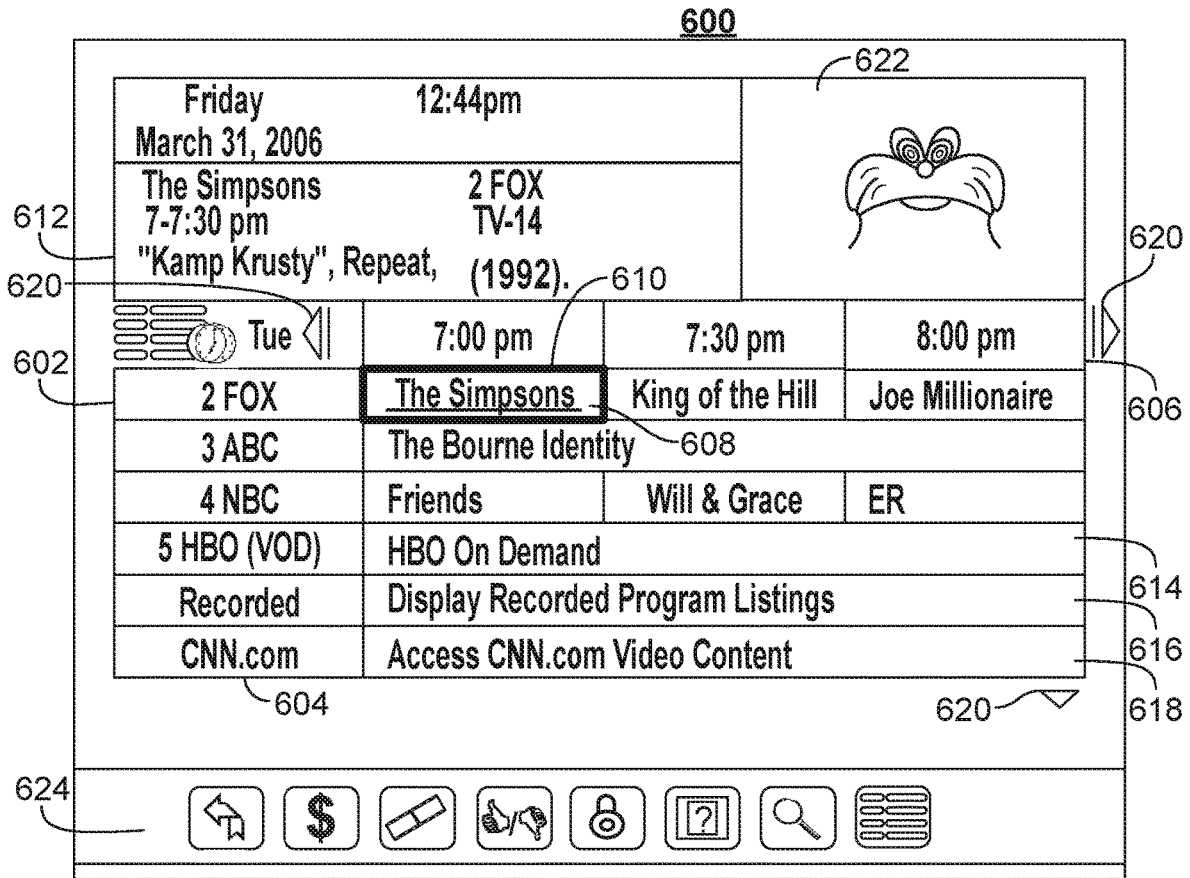 600
622
Friday 12:44pm
March 31, 2006
The Simpsons 2 FOX
7-7:30 pm TV-14
"Kamp Krusty", Repeat, (1992).
612
620
620
610
Tue 7:00 pm 7:30 pm 8:00 pm
602
606
2 FOX The Simpsons King of the Hill Joe Millionaire
608
3 ABC The Bourne Identity
4 NBC Friends Will & Grace ER
5 HBO (VOD) HBO On Demand
614
Recorded Display Recorded Program Listings
616
CNN.com Access CNN.com Video Content
618
604
620
624
$ / ?